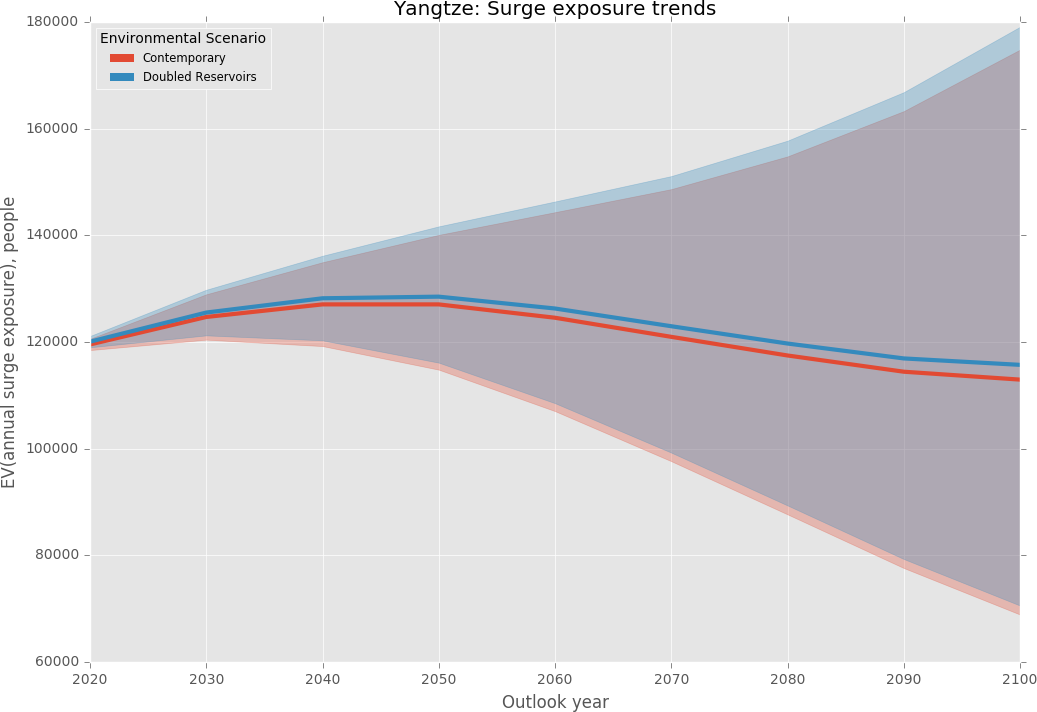 Yangtze: Surge exposure trends
Environmental Scenario
Contemporary
Doubled Reservoirs
EV(annual surge exposure), people
180000
160000
140000
120000
100000
80000
60000
2020 2030 2040 2050 2060 2070 2080 2090 2100
Outlook year